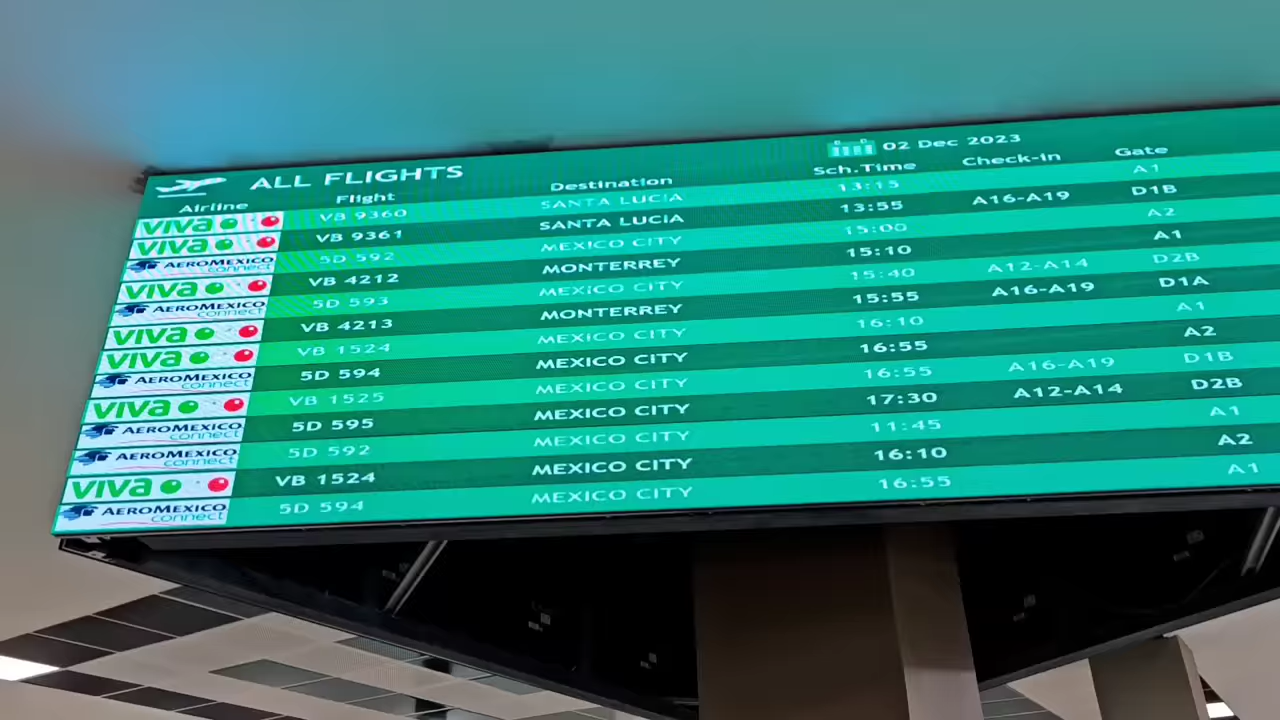 ALL FLIGHTS 02 Dec 2023
Airline Flight Destination Sch.Time Check-in Gate
VIVA VB 9360 SANTA LUCIA 13:15 A1
VIVA VB 9361 SANTA LUCIA 13:55 A16-A19 D1B
AEROMEXICO connect 5D 592 MEXICO CITY 15:00 A2
VIVA VB 4212 MONTERREY 15:10 A1
AEROMEXICO connect 5D 593 MEXICO CITY 15:40 A12-A14 D2B
VIVA VB 4213 MONTERREY 15:55 A16-A19 D1A
VIVA VB 1524 MEXICO CITY 16:10 A1
AEROMEXICO connect 5D 594 MEXICO CITY 16:55 A2
VIVA VB 1525 MEXICO CITY 16:55 A16-A19 D1B
AEROMEXICO connect 5D 595 MEXICO CITY 17:30 A12-A14 D2B
AEROMEXICO connect 5D 592 MEXICO CITY 11:45 A1
VIVA VB 1524 MEXICO CITY 16:10 A2
AEROMEXICO connect 5D 594 MEXICO CITY 16:55 A1